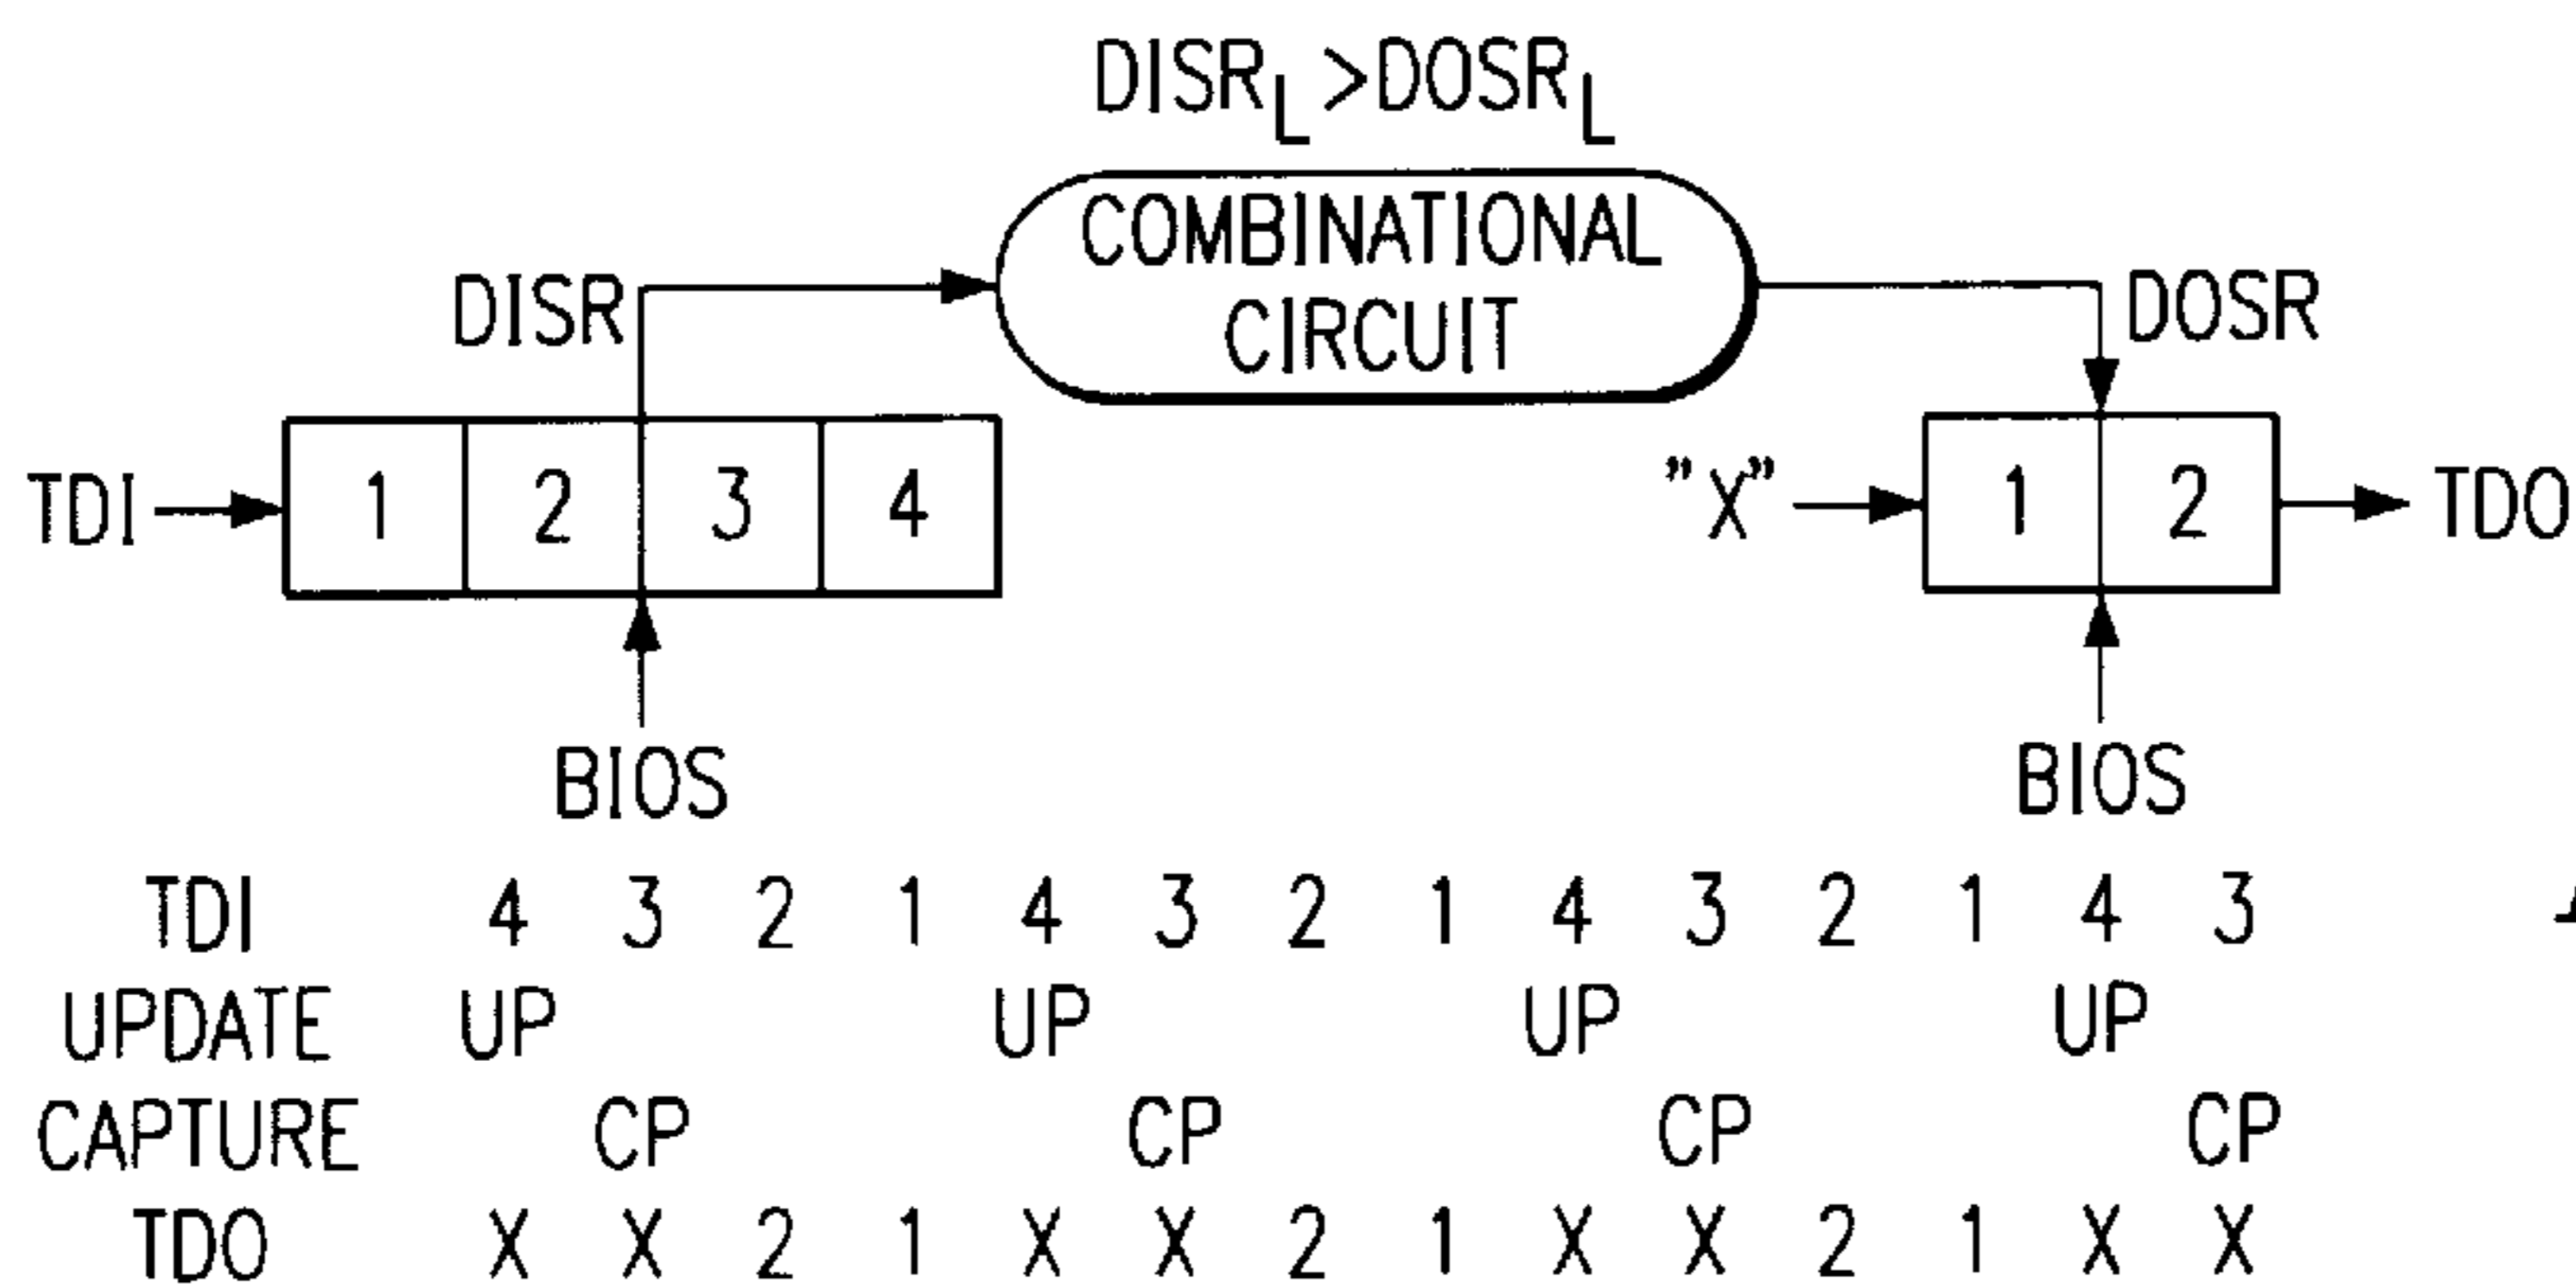 DISRL>DOSRL
COMBINATIONAL
CIRCUIT
DISR
DOSR
TDI
1 2 3 4
"X"
1 2
TDO
BIOS
BIOS
TDI 4 3 2 1 4 3 2 1 4 3 2 1 4 3
UPDATE UP UP UP UP
CAPTURE CP CP CP CP
TDO X X 2 1 X X 2 1 X X 2 1 X X